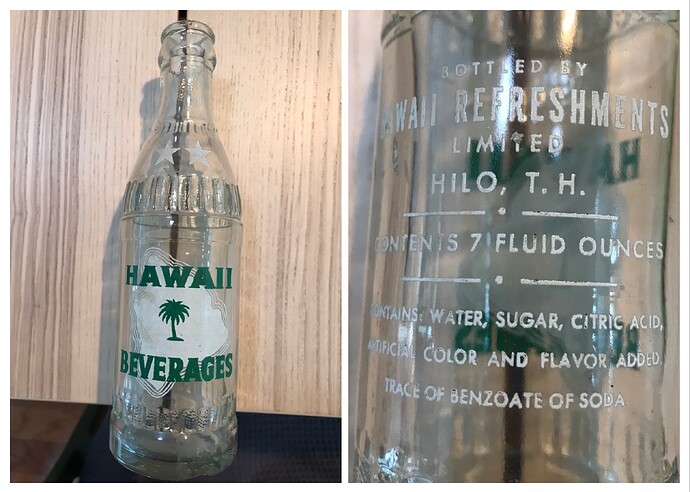 HAWAII
BEVERAGES
BOTTLED BY
HAWAII REFRESHMENTS
LIMITED
HILO, T. H.
CONTENTS 7 FLUID OUNCES
CONTAINS: WATER, SUGAR, CITRIC ACID,
ARTIFICIAL COLOR AND FLAVOR ADDED.
TRACE OF BENZOATE OF SODA